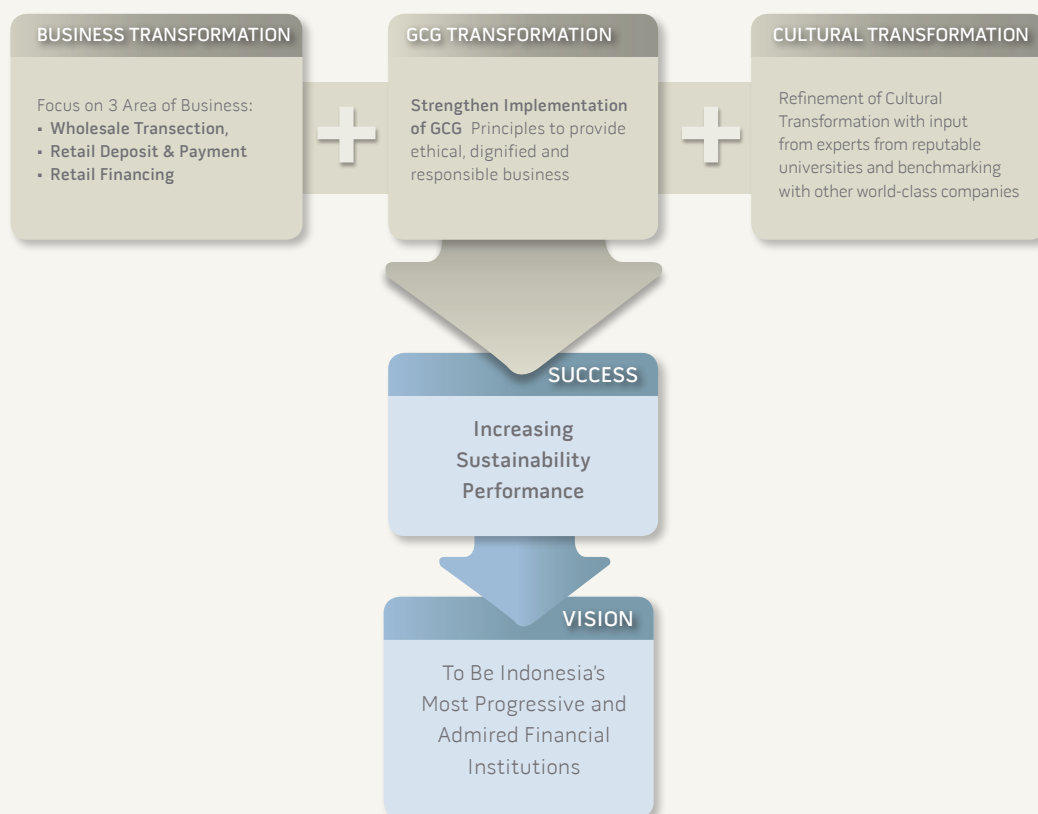 BUSINESS TRANSFORMATION
Focus on 3 Area of Business:
▪ Wholesale Transection,
▪ Retail Deposit & Payment
▪ Retail Financing
GCG TRANSFORMATION
Strengthen Implementation
of GCG Principles to provide
ethical, dignified and
responsible business
CULTURAL TRANSFORMATION
Refinement of Cultural
Transformation with input
from experts from reputable
universities and benchmarking
with other world-class companies
SUCCESS
Increasing
Sustainability
Performance
VISION
To Be Indonesia's
Most Progressive and
Admired Financial
Institutions